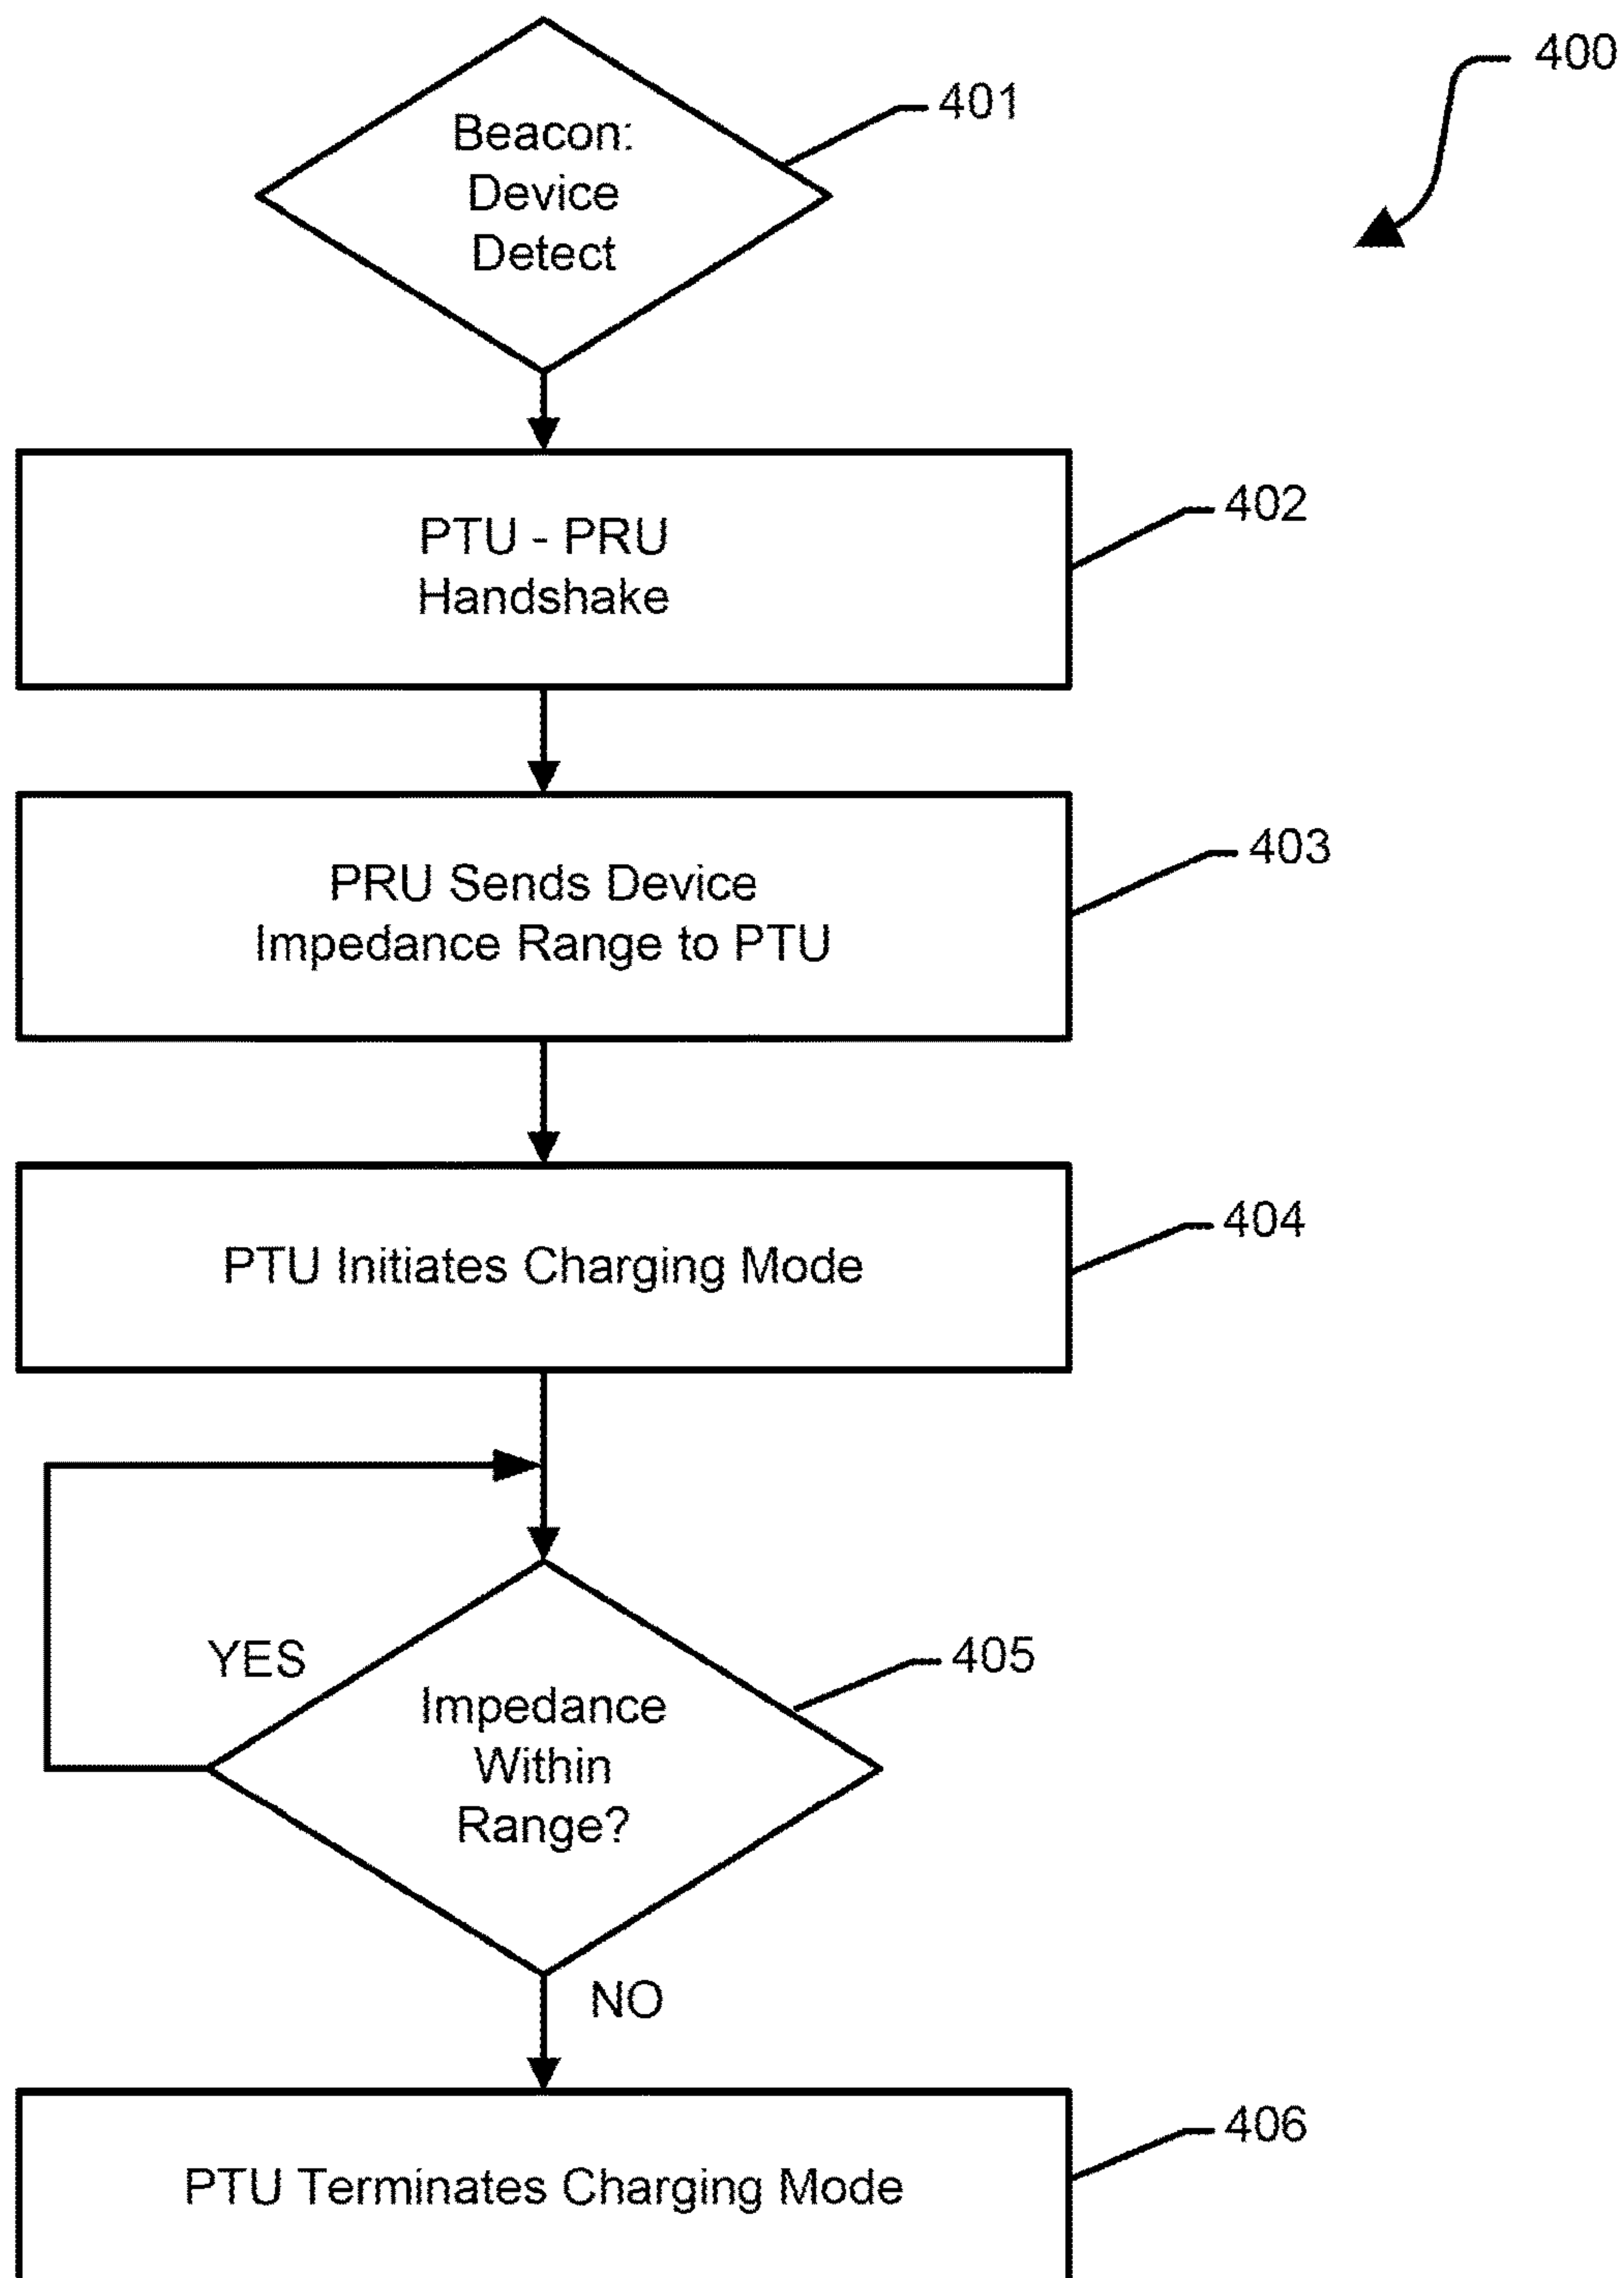 400
Beacon:
Device
Detect
401
PTU - PRU
Handshake
402
PRU Sends Device
Impedance Range to PTU
403
PTU Initiates Charging Mode
404
YES
Impedance
Within
Range?
405
NO
PTU Terminates Charging Mode
406